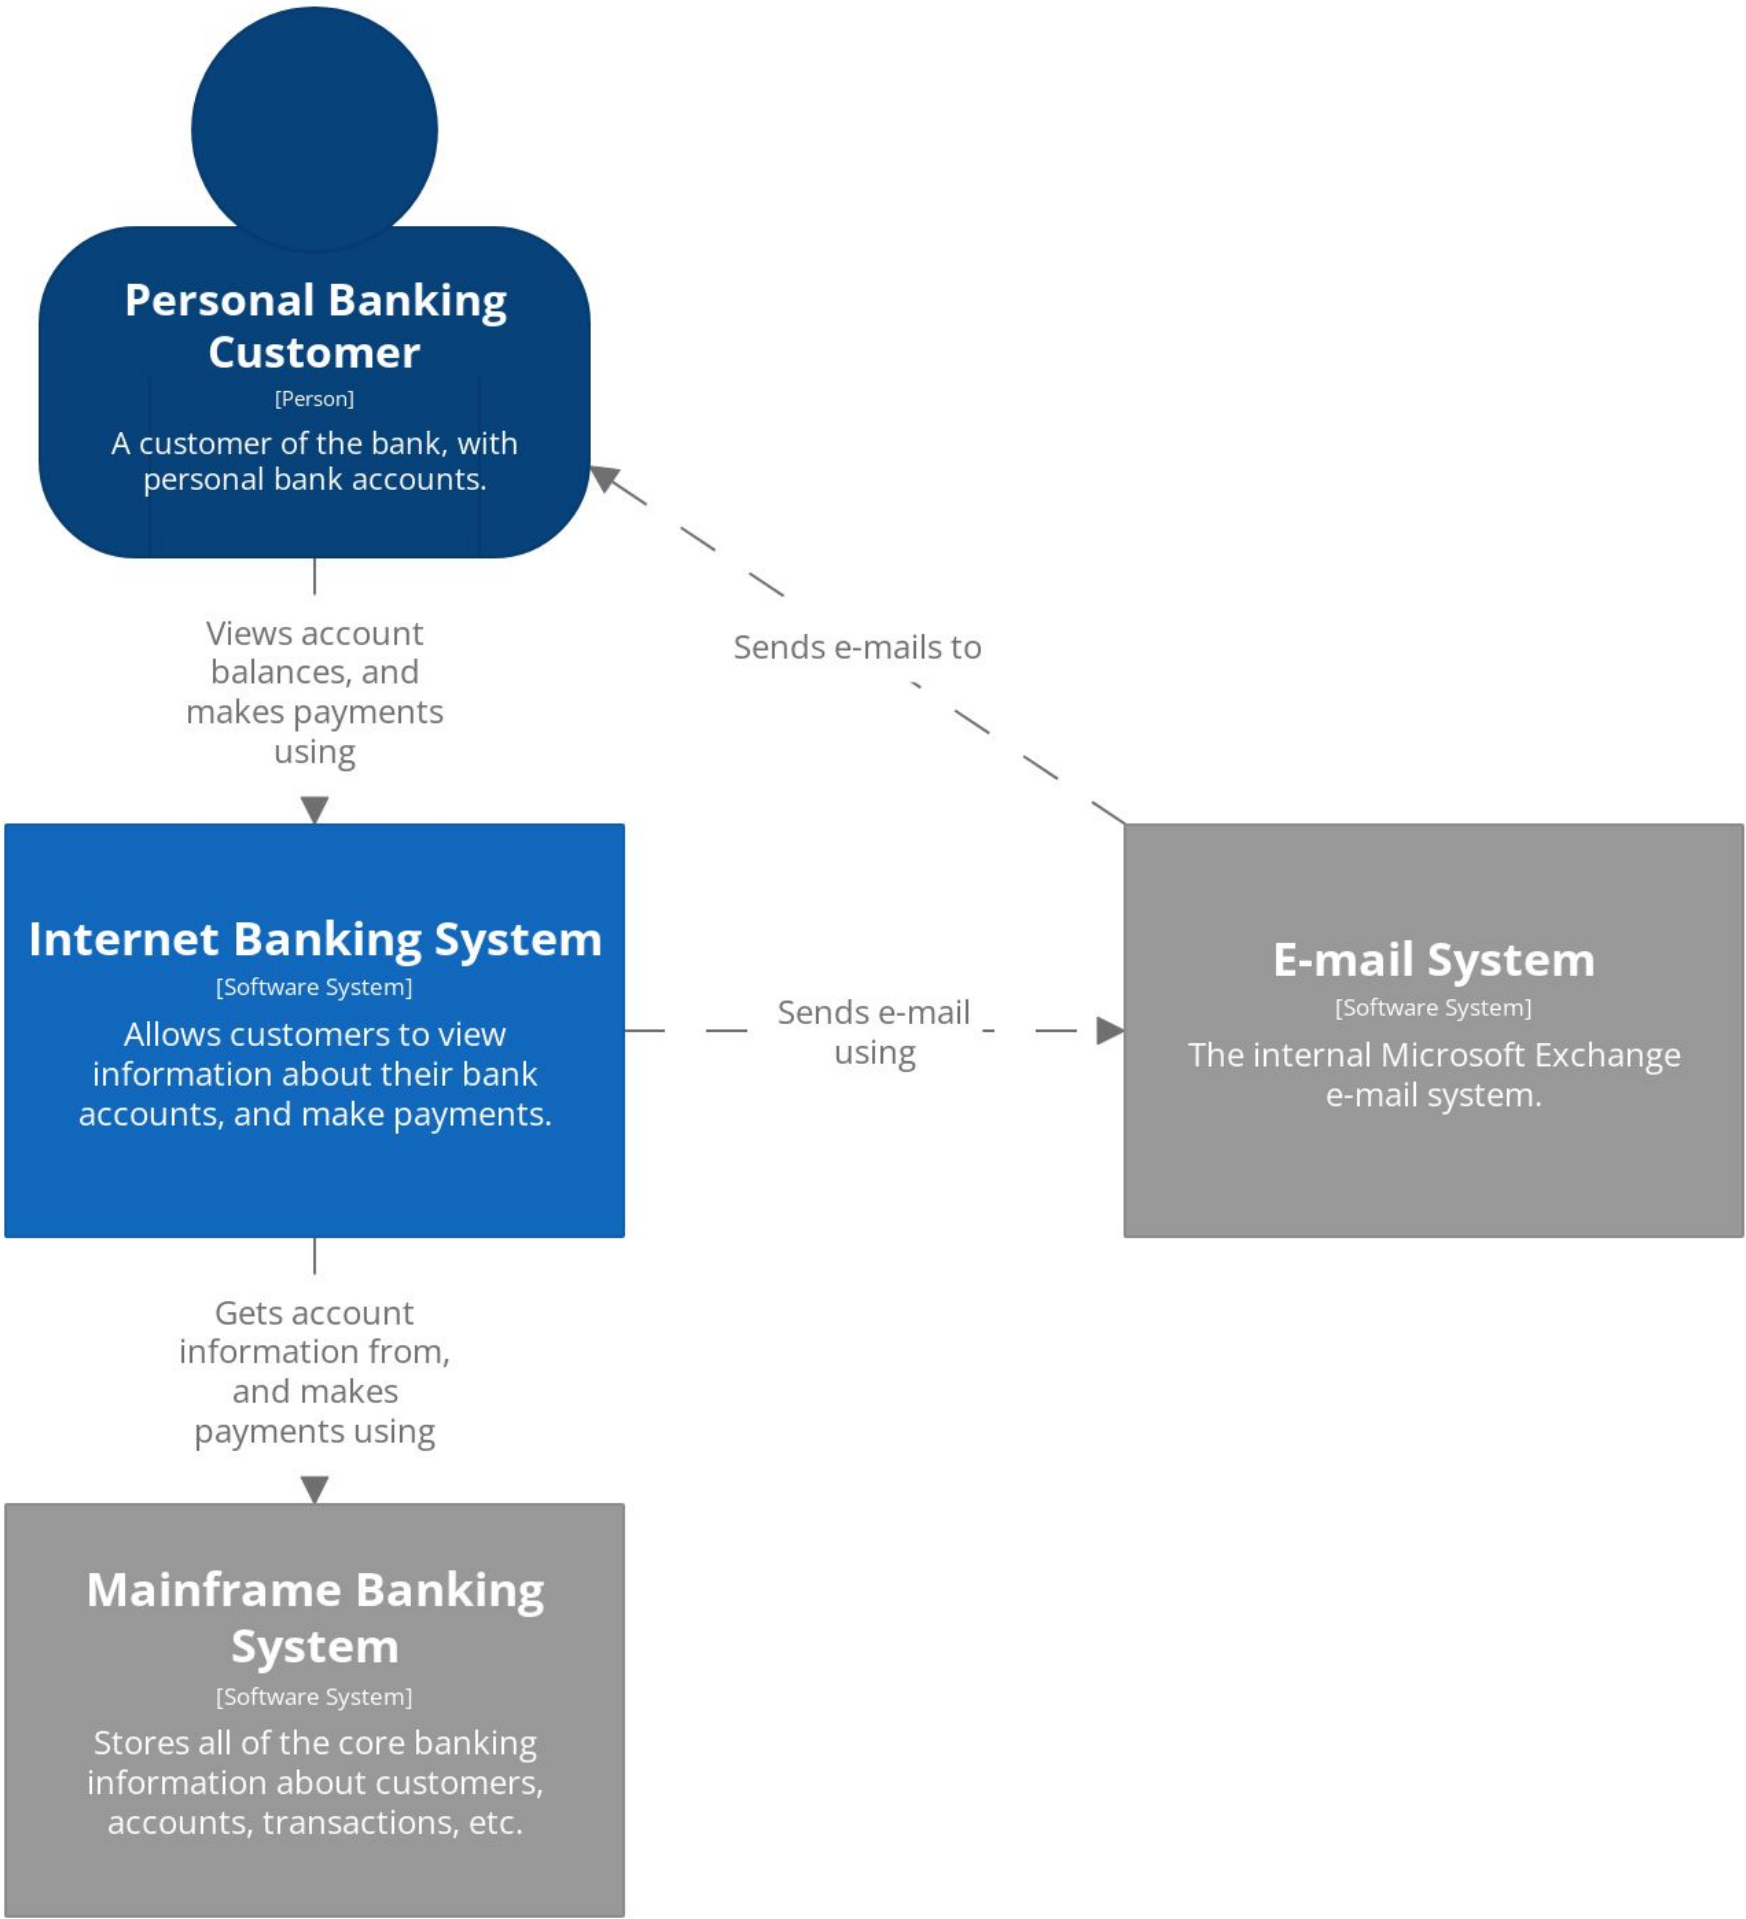 Personal Banking
Customer
[Person]
A customer of the bank, with
personal bank accounts.
Views account
balances, and
makes payments
using
Sends e-mails to
Internet Banking System
[Software System]
Allows customers to view
information about their bank
accounts, and make payments.
Sends e-mail
using
E-mail System
[Software System]
The internal Microsoft Exchange
e-mail system.
Gets account
information from,
and makes
payments using
Mainframe Banking
System
[Software System]
Stores all of the core banking
information about customers,
accounts, transactions, etc.